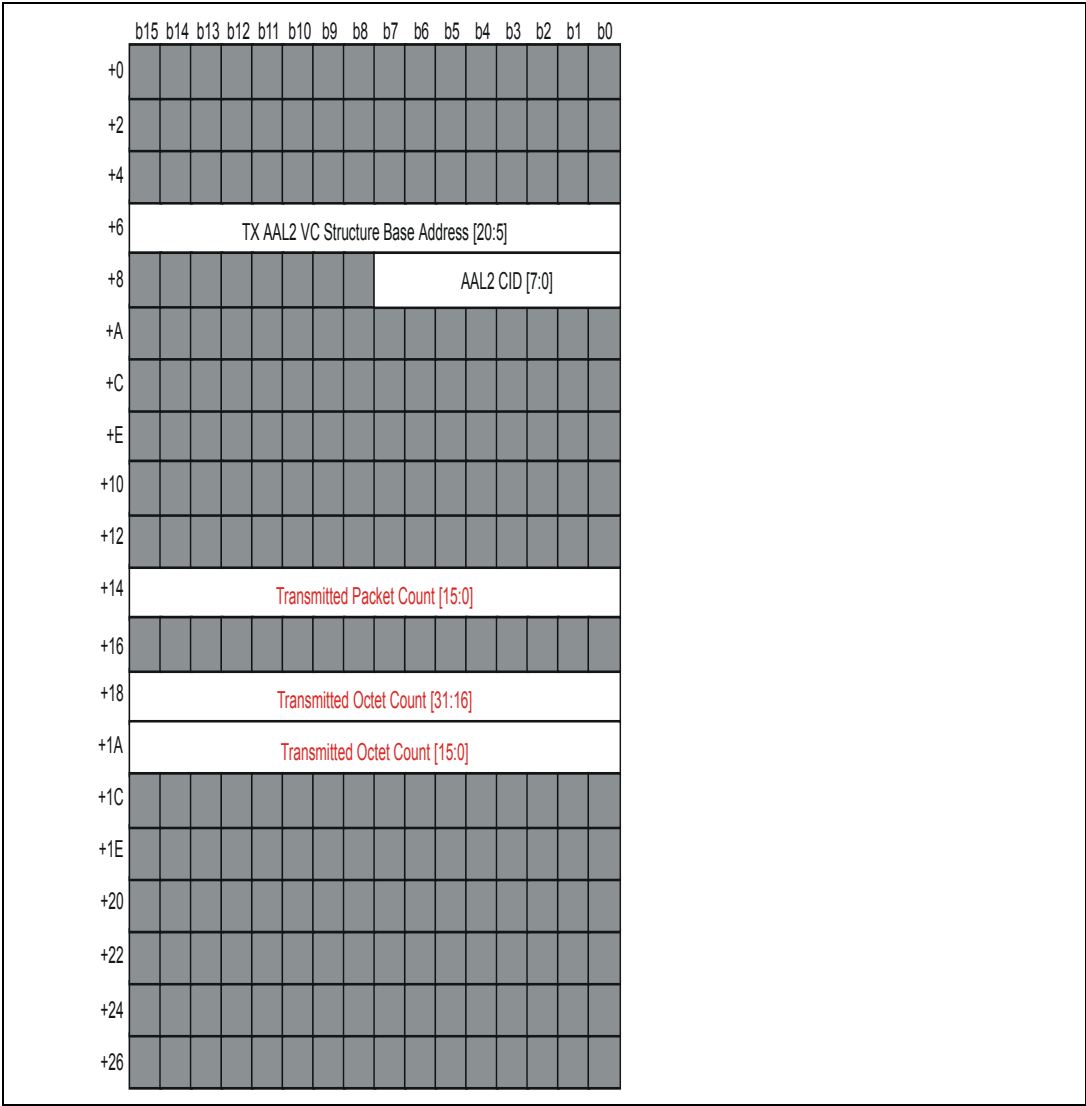 b15 b14 b13 b12 b11 b10 b9 b8 b7 b6 b5 b4 b3 b2 b1 b0
+0
+2
+4
+6 TX AAL2 VC Structure Base Address [20:5]
+8 AAL2 CID [7:0]
+A
+C
+E
+10
+12
+14 Transmitted Packet Count [15:0]
+16
+18 Transmitted Octet Count [31:16]
+1A Transmitted Octet Count [15:0]
+1C
+1E
+20
+22
+24
+26